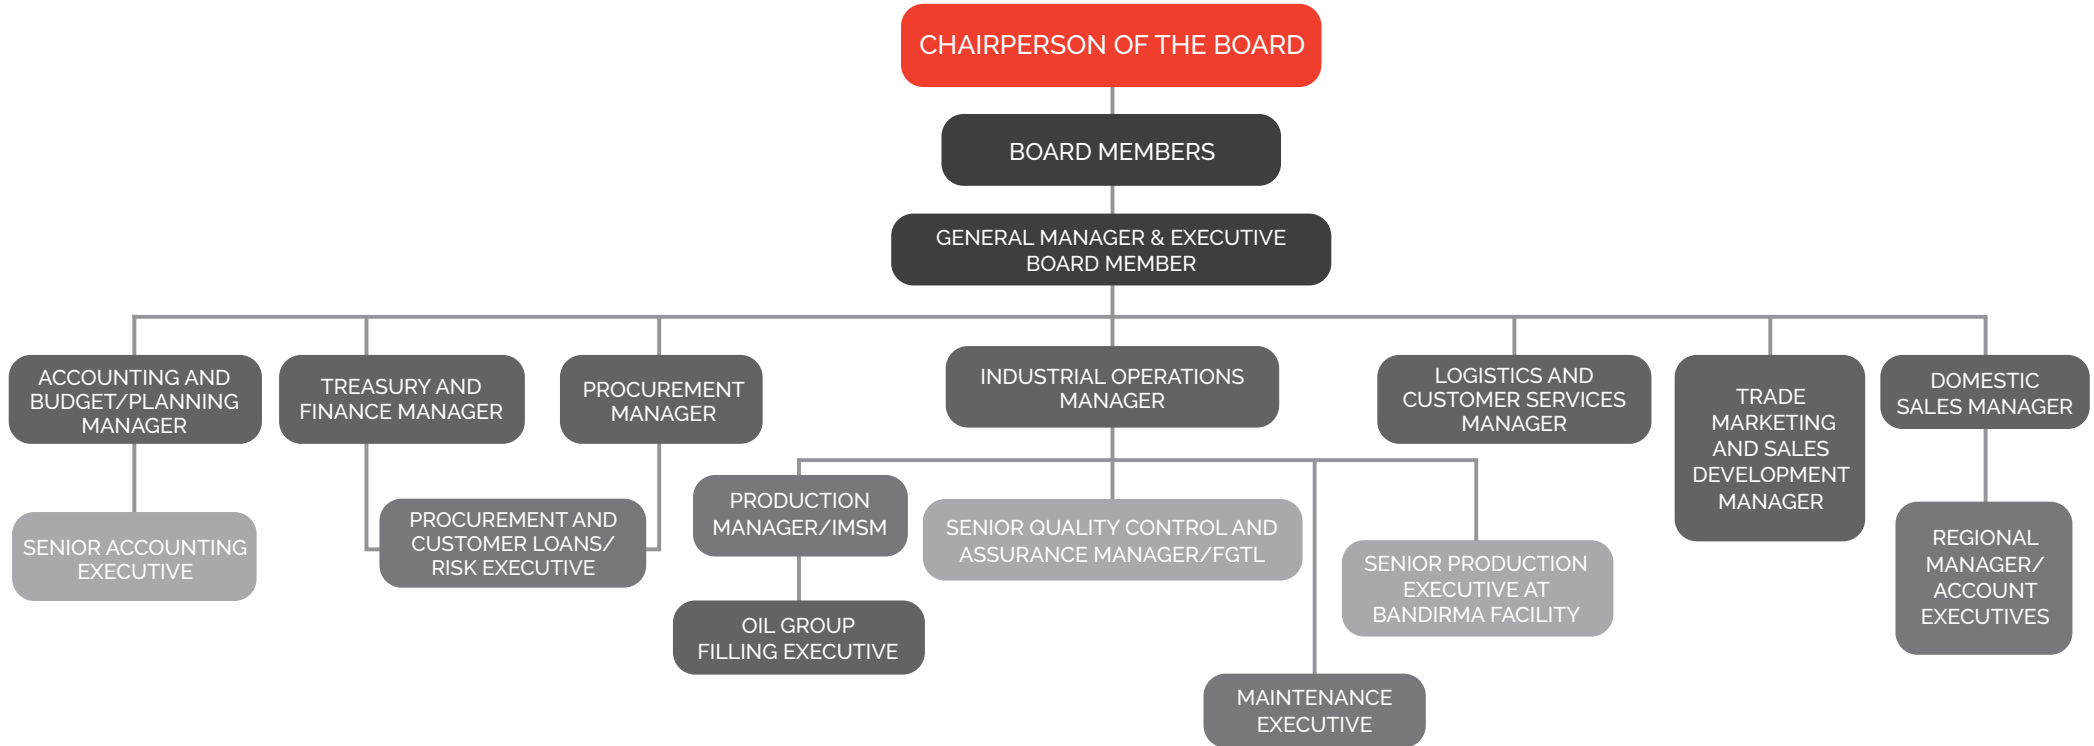 CHAIRPERSON OF THE BOARD
BOARD MEMBERS
GENERAL MANAGER & EXECUTIVE
BOARD MEMBER
ACCOUNTING AND
BUDGET/PLANNING
MANAGER
TREASURY AND
FINANCE MANAGER
PROCUREMENT
MANAGER
INDUSTRIAL OPERATIONS
MANAGER
LOGISTICS AND
CUSTOMER SERVICES
MANAGER
TRADE
MARKETING
AND SALES
DEVELOPMENT
MANAGER
DOMESTIC
SALES MANAGER
SENIOR ACCOUNTING
EXECUTIVE
PROCUREMENT AND
CUSTOMER LOANS/
RISK EXECUTIVE
PRODUCTION
MANAGER/IMSM
SENIOR QUALITY CONTROL AND
ASSURANCE MANAGER/FGTL
SENIOR PRODUCTION
EXECUTIVE AT
BANDIRMA FACILITY
REGIONAL
MANAGER/
ACCOUNT
EXECUTIVES
OIL GROUP
FILLING EXECUTIVE
MAINTENANCE
EXECUTIVE